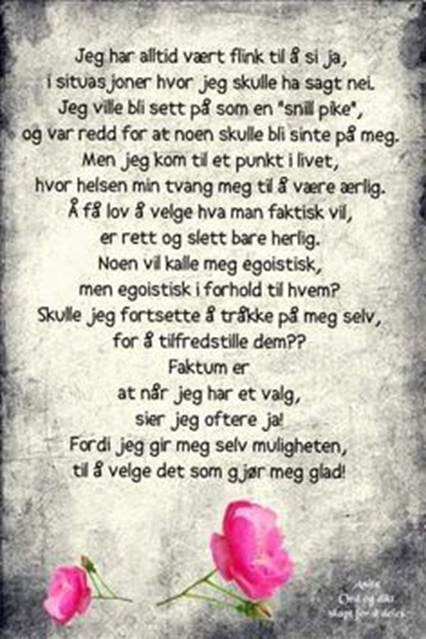 Jeg har alltid vært flink til å si ja,
i situasjoner hvor jeg skulle ha sagt nei.
Jeg ville bli sett på som en "snill pike",
og var redd for at noen skulle bli sinte på meg.
Men jeg kom til et punkt i livet,
hvor helsen min tvang meg til å være ærlig.
Å få lov å velge hva man faktisk vil,
er rett og slett bare herlig.
Noen vil kalle meg egoistisk,
men egoistisk i forhold til hvem?
Skulle jeg fortsette å tråkke på meg selv,
for å tilfredstille dem??
Faktum er
at når jeg har et valg,
sier jeg oftere ja!
Fordi jeg gir meg selv muligheten,
til å velge det som gjør meg glad!
Ord og dikt
skapt for å deles